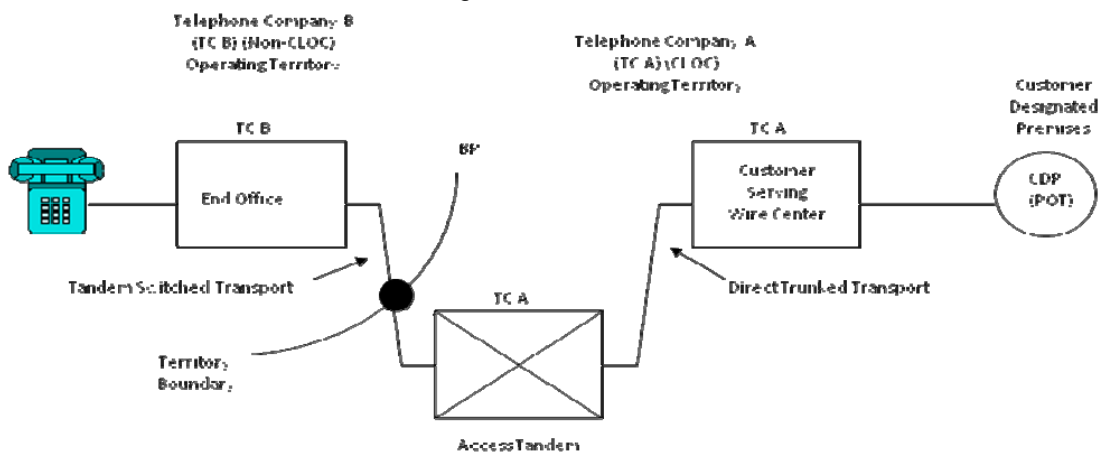 Telephone Company B
(TC B) (Non-CLOC)
Operating Territory
Telephone Company A
(TC A) (CLOC)
Operating Territory
Customer
Designated
Premises
TC B
TC A
BP
End Office
Customer
Serving
Wire Center
CDP
(POT)
Tandem Switched Transport
TC A
Direct Trunked Transport
Territory
Boundary
Access Tandem